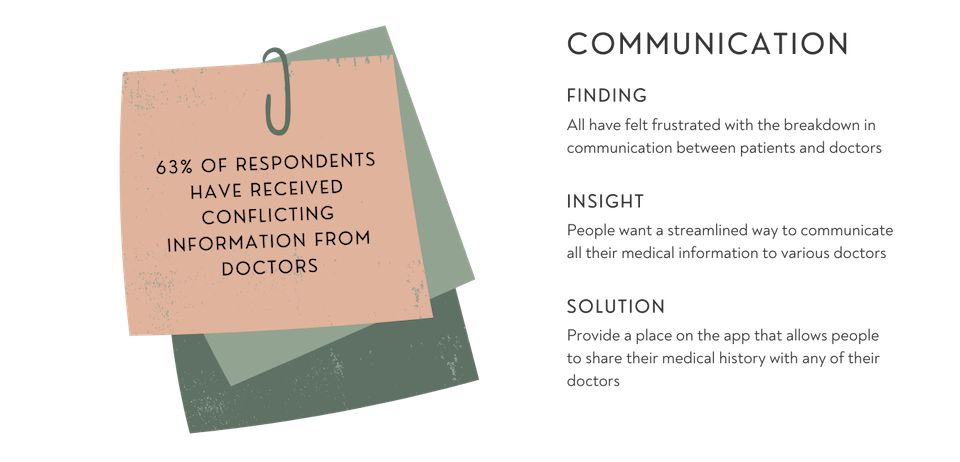 63% OF RESPONDENTS
HAVE RECEIVED
CONFLICTING
INFORMATION FROM
DOCTORS
COMMUNICATION
FINDING
All have felt frustrated with the breakdown in
communication between patients and doctors
INSIGHT
People want a streamlined way to communicate
all their medical information to various doctors
SOLUTION
Provide a place on the app that allows people
to share their medical history with any of their
doctors